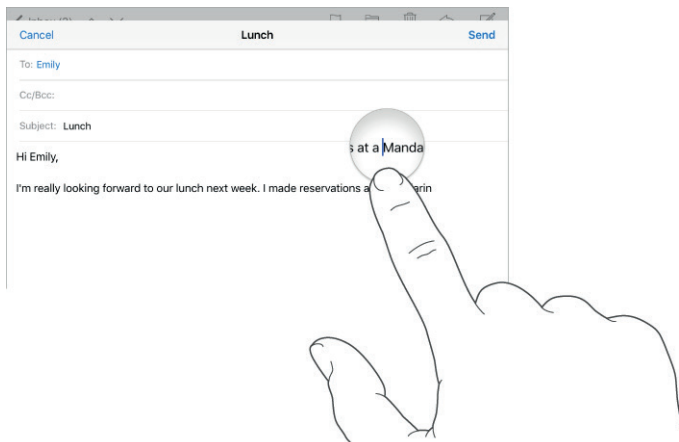 Cancel Lunch Send
To: Emily
Cc/Bcc:
Subject: Lunch
s at a Manda
Hi Emily,
I'm really looking forward to our lunch next week. I made reservations a arin